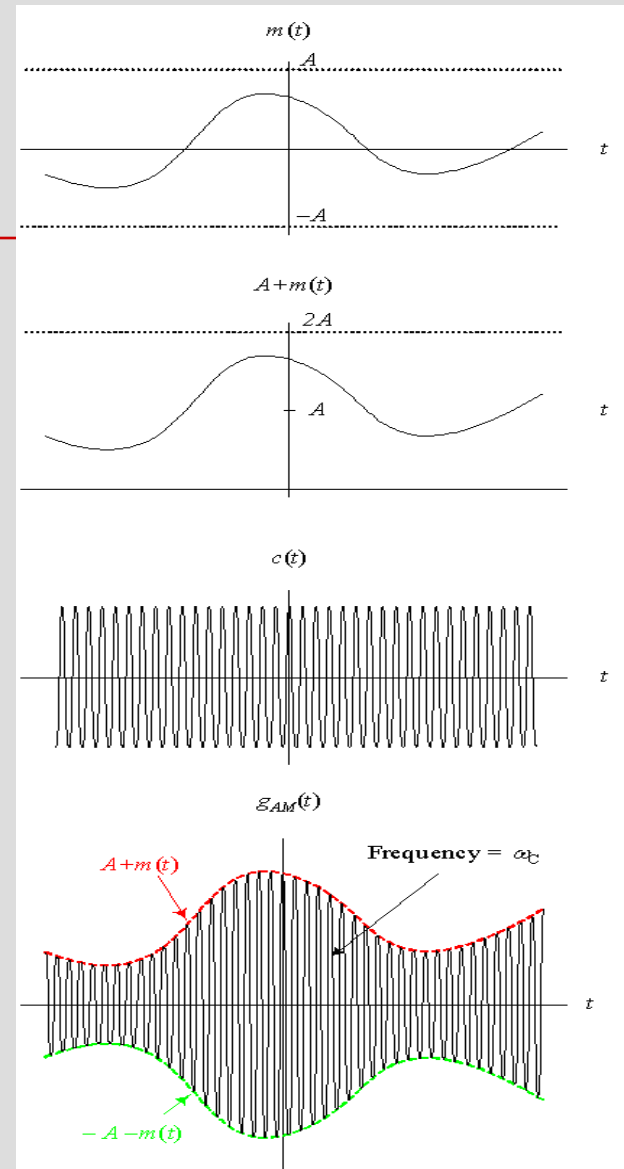 m(t)
A
t
−A
A+m(t)
2A
A
t
c(t)
t
g_AM(t)
A+m(t)
Frequency = ω_C
t
−A−m(t)